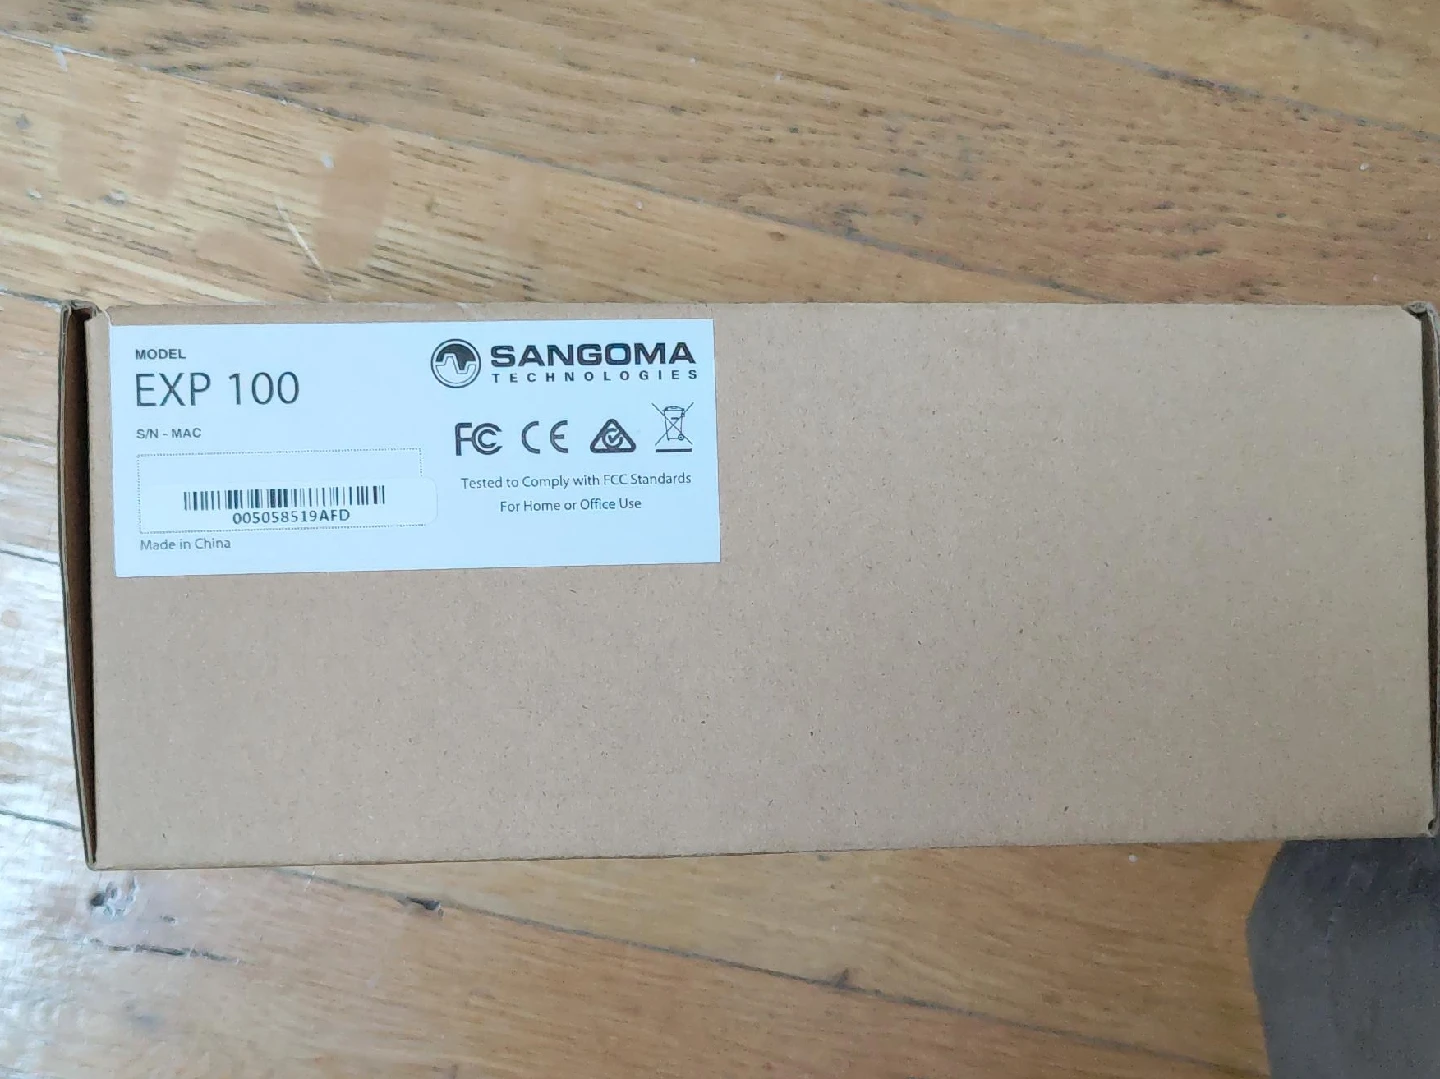 MODEL
EXP 100
S/N - MAC
005058519AFD
Made in China
SANGOMA
TECHNOLOGIES
FC CE
Tested to Comply with FCC Standards
For Home or Office Use